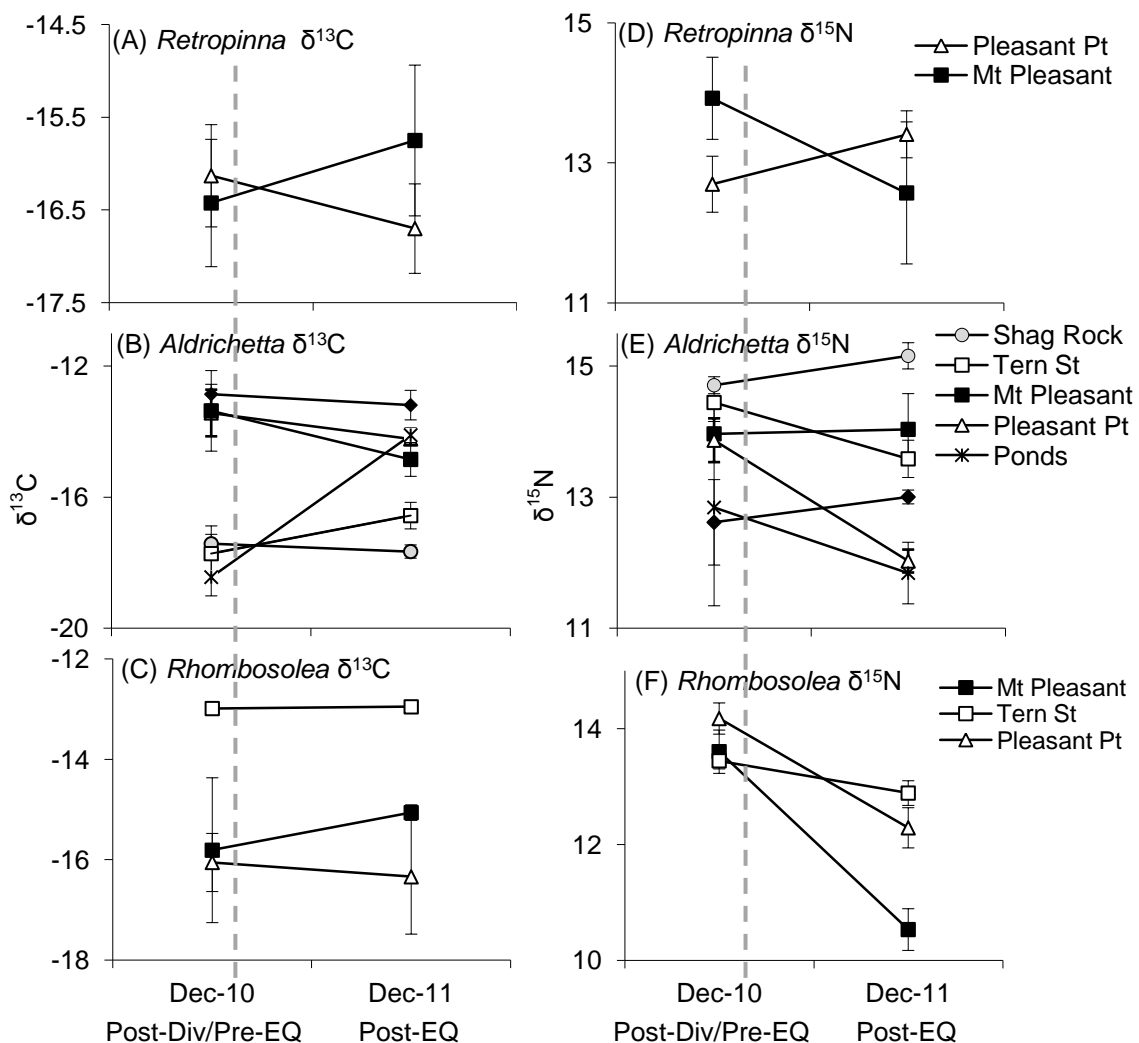 (A) Retropinna δ¹³C
-14.5
-15.5
-16.5
-17.5
(D) Retropinna δ¹⁵N
15
13
11
Pleasant Pt
Mt Pleasant
(B) Aldrichetta δ¹³C
-12
-16
-20
δ¹³C
(E) Aldrichetta δ¹⁵N
15
13
11
δ¹⁵N
Shag Rock
Tern St
Mt Pleasant
Pleasant Pt
Ponds
(C) Rhombosolea δ¹³C
-12
-14
-16
-18
(F) Rhombosolea δ¹⁵N
14
12
10
Mt Pleasant
Tern St
Pleasant Pt
Dec-10
Post-Div/Pre-EQ
Dec-11
Post-EQ
Dec-10
Post-Div/Pre-EQ
Dec-11
Post-EQ